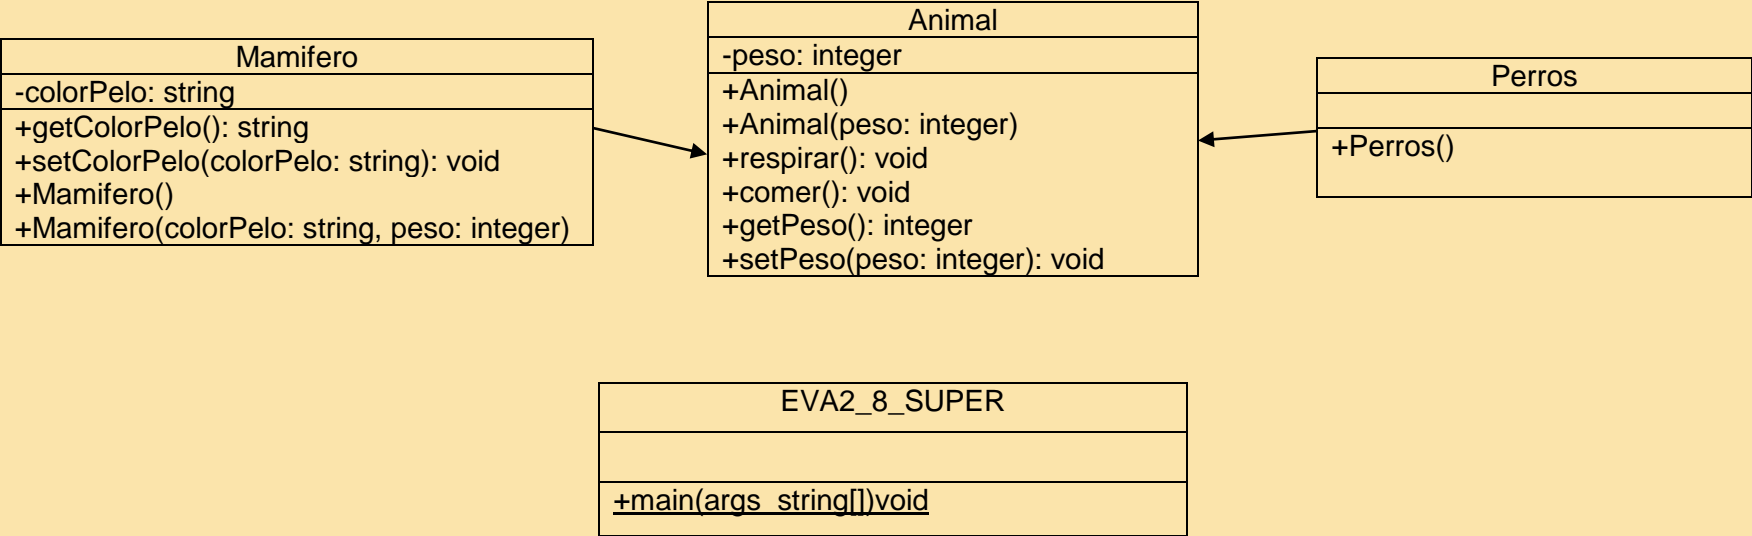 Mamifero
-colorPelo: string
+getColorPelo(): string
+setColorPelo(colorPelo: string): void
+Mamifero()
+Mamifero(colorPelo: string, peso: integer)
Animal
-peso: integer
+Animal()
+Animal(peso: integer)
+respirar(): void
+comer(): void
+getPeso(): integer
+setPeso(peso: integer): void
Perros
+Perros()
EVA2_8_SUPER
+main(args string[])void